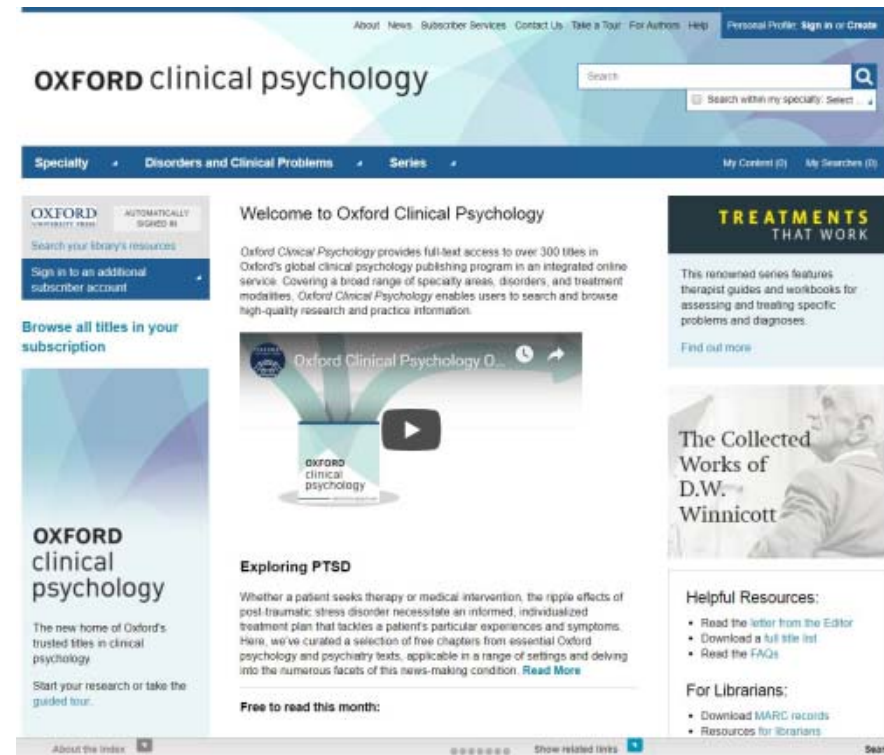 About News Subscriber Services Contact Us Take a Tour For Authors Help Personal Profile: Sign in or Create
OXFORD clinical psychology
Search
Search within my specialty: Select ...
Specialty Disorders and Clinical Problems Series My Content (0) My Searches (0)
OXFORD
UNIVERSITY PRESS
AUTOMATICALLY
SIGNED IN
Search your library's resources
Sign in to an additional
subscriber account
Browse all titles in your
subscription
OXFORD
clinical
psychology
The new home of Oxford's
trusted titles in clinical
psychology
Start your research or take the
guided tour.
Welcome to Oxford Clinical Psychology
Oxford Clinical Psychology provides full-text access to over 300 titles in
Oxford's global clinical psychology publishing program in an integrated online
service. Covering a broad range of specialty areas, disorders, and treatment
modalities, Oxford Clinical Psychology enables users to search and browse
high-quality research and practice information.
Oxford Clinical Psychology O...
OXFORD
clinical
psychology
Exploring PTSD
Whether a patient seeks therapy or medical intervention, the ripple effects of
post-traumatic stress disorder necessitate an informed, individualized
treatment plan that tackles a patient's particular experiences and symptoms.
Here, we've curated a selection of free chapters from essential Oxford
psychology and psychiatry texts, applicable in a range of settings and delving
into the numerous facets of this news-making condition. Read More
Free to read this month:
TREATMENTS
THAT WORK
This renowned series features
therapist guides and workbooks for
assessing and treating specific
problems and diagnoses.
Find out more
The Collected
Works of
D.W.
Winnicott
Helpful Resources:
• Read the letter from the Editor
• Download a full title list
• Read the FAQs
For Librarians:
• Download MARC records
• Resources for librarians
About the Index Show related links Sea